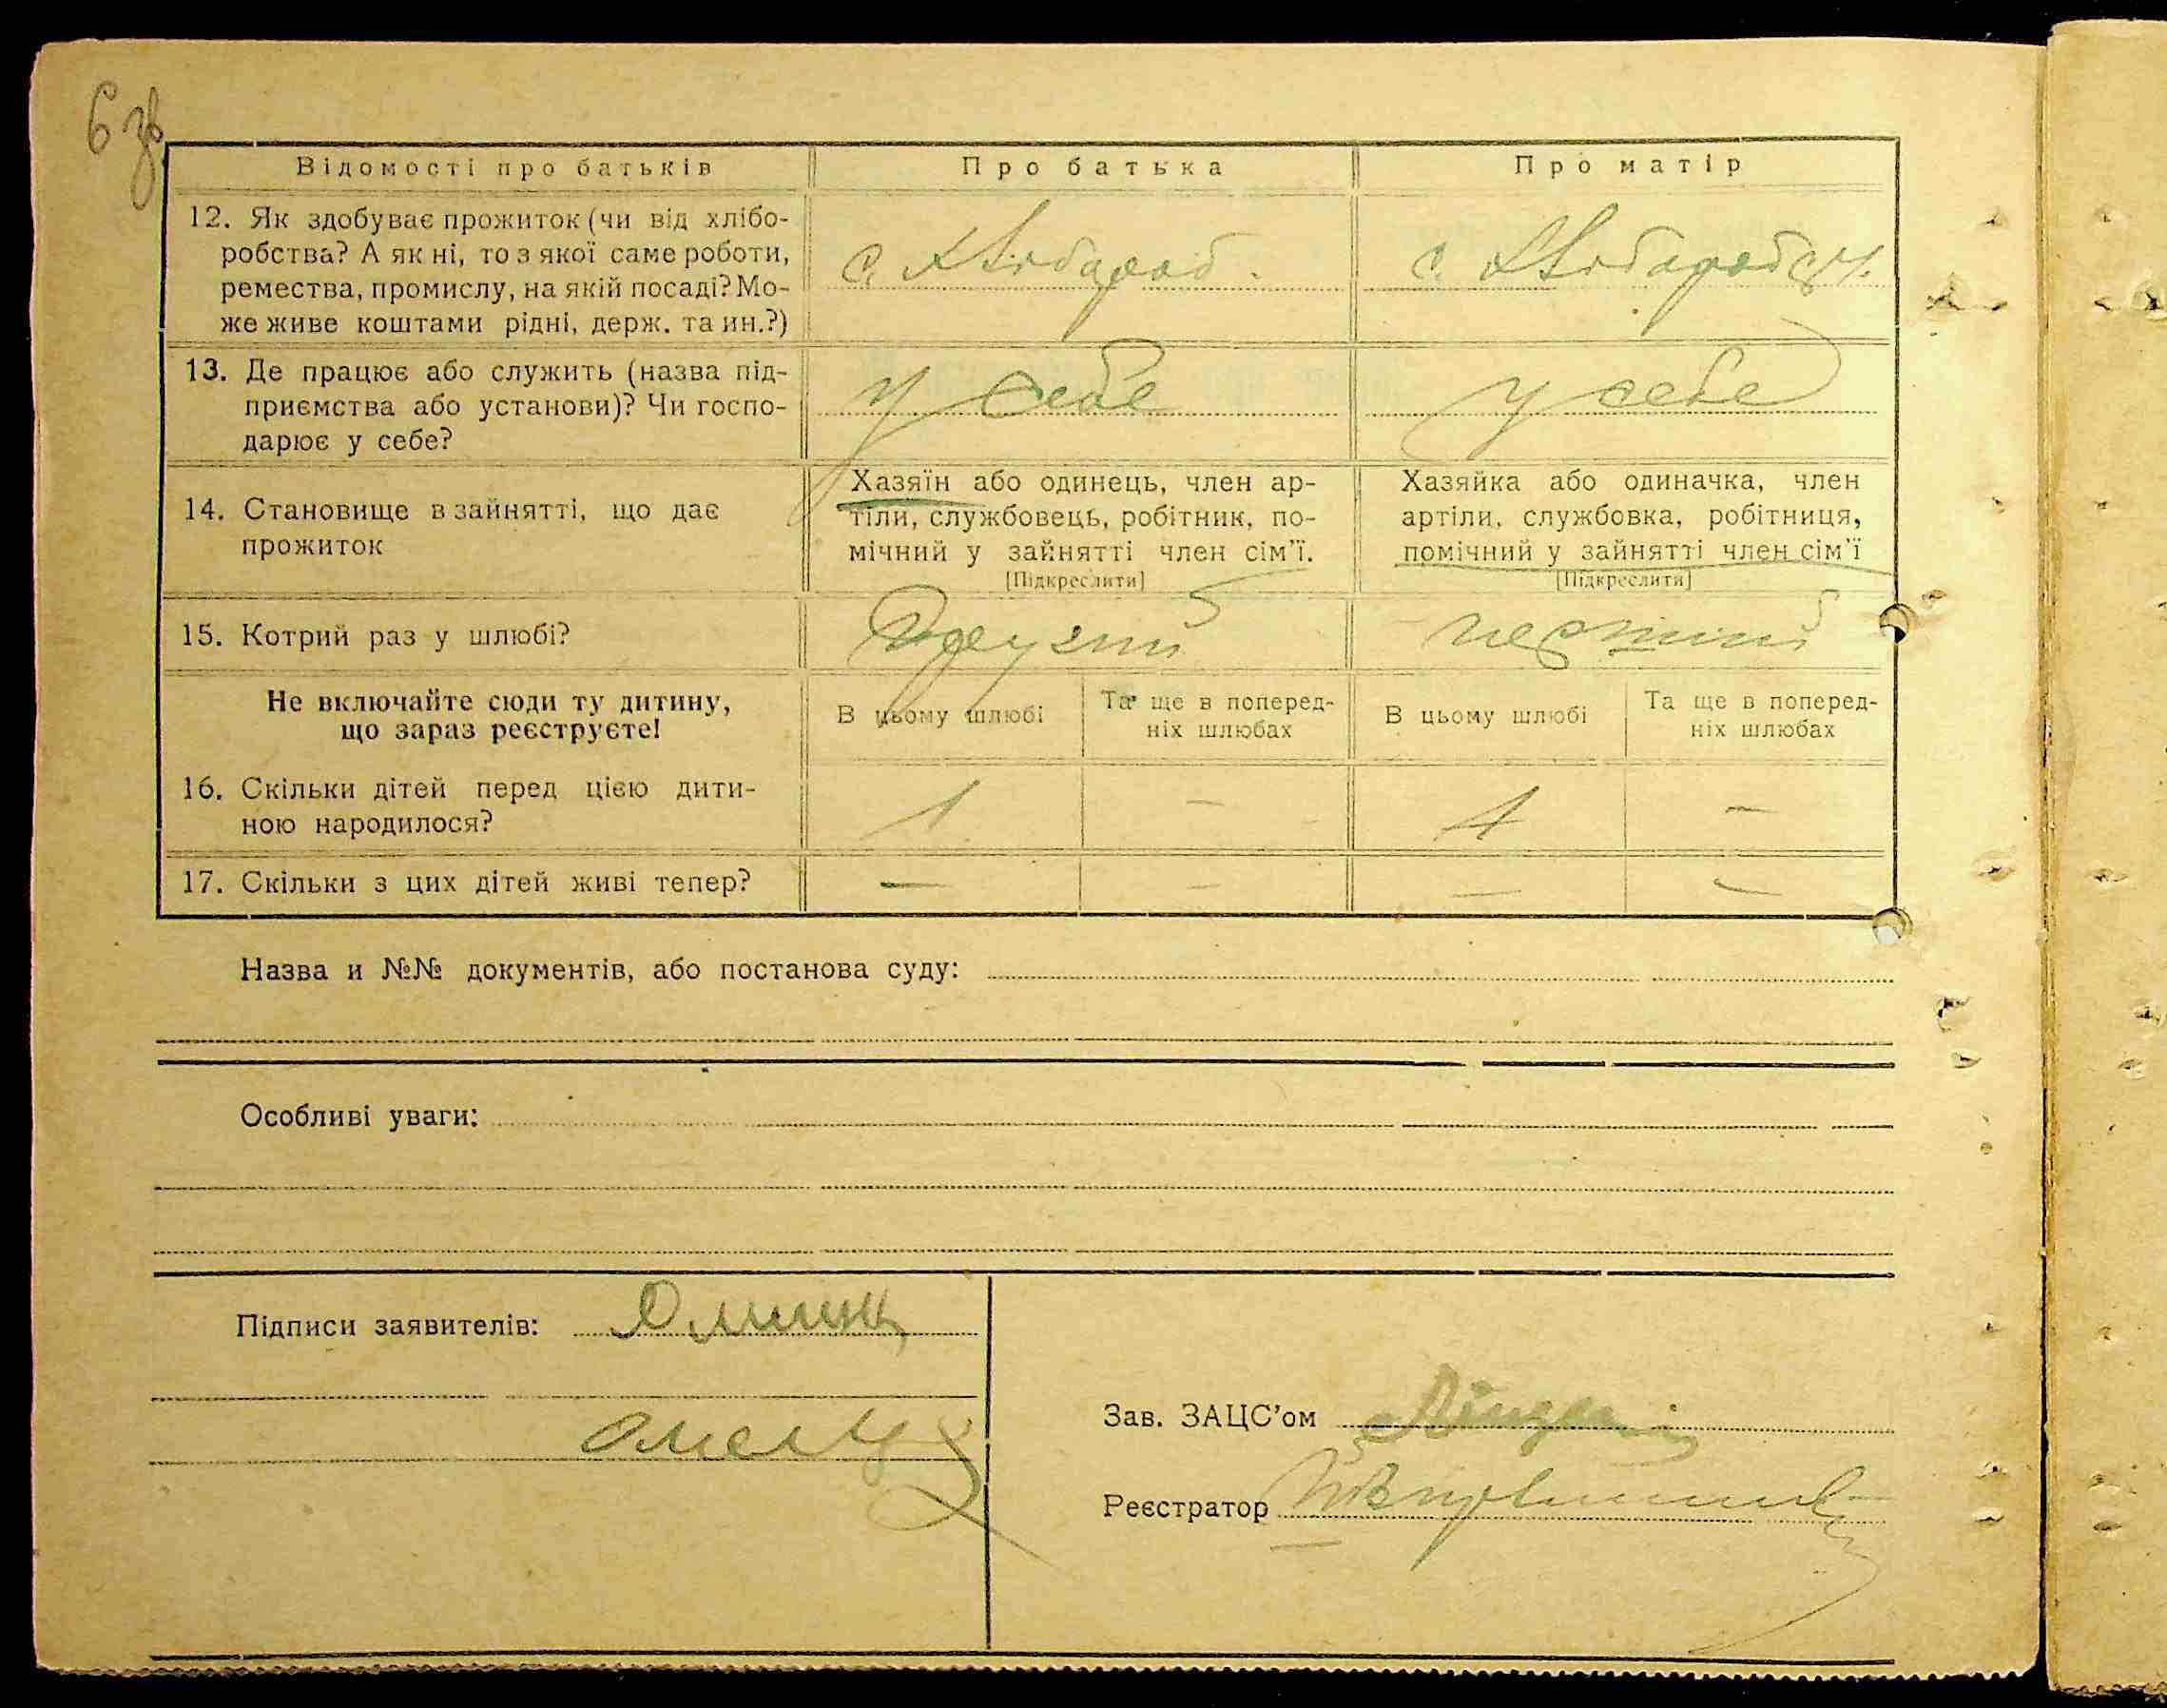 6 зв
Відомості про батьків
Про батька
Про матір
12. Як здобуває прожиток (чи від хлібо-
робства? А як ні, то з якої саме роботи,
ремества, промислу, на якій посаді? Мо-
же живе коштами рідні, держ. та ин.?)
с. Хлібороб.
с. Хлібороб
13. Де працює або служить (назва під-
приємства або установи)? Чи госпо-
дарює у себе?
у себе
у себе
14. Становище в зайнятті, що дає
прожиток
Хазяїн або одинець, член ар-
тіли, службовець, робітник, по-
мічний у зайнятті член сім'ї.
[Підкреслити]
Хазяйка або одиначка, член
артіли, службовка, робітниця,
помічний у зайнятті член сім'ї
[Підкреслити]
15. Котрий раз у шлюбі?
Другий
перший
Не включайте сюди ту дитину,
що зараз реєструєте!
В цьому шлюбі
Та ще в поперед-
ніх шлюбах
В цьому шлюбі
Та ще в поперед-
ніх шлюбах
16. Скільки дітей перед цією дити-
ною народилося?
1
–
–
17. Скільки з цих дітей живі тепер?
–
–
–
–
Назва и №№ документів, або постанова суду:
Особливі уваги:
Підписи заявителів:
Зав. ЗАЦС'ом
Реєстратор